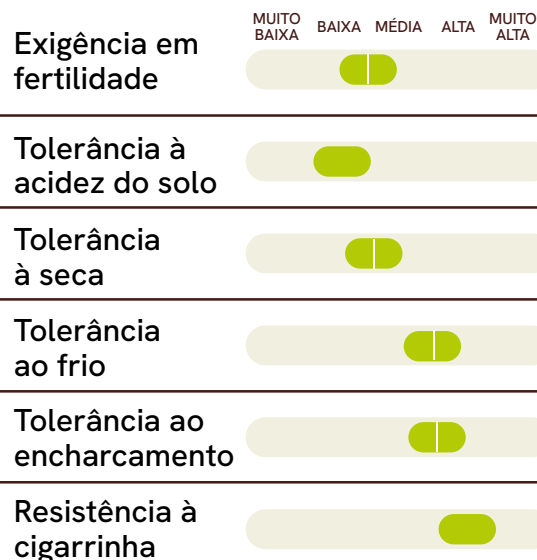 MUITO BAIXA BAIXA MÉDIA ALTA MUITO ALTA
Exigência em
fertilidade
Tolerância à
acidez do solo
Tolerância
à seca
Tolerância
ao frio
Tolerância ao
encharcamento
Resistência à
cigarrinha